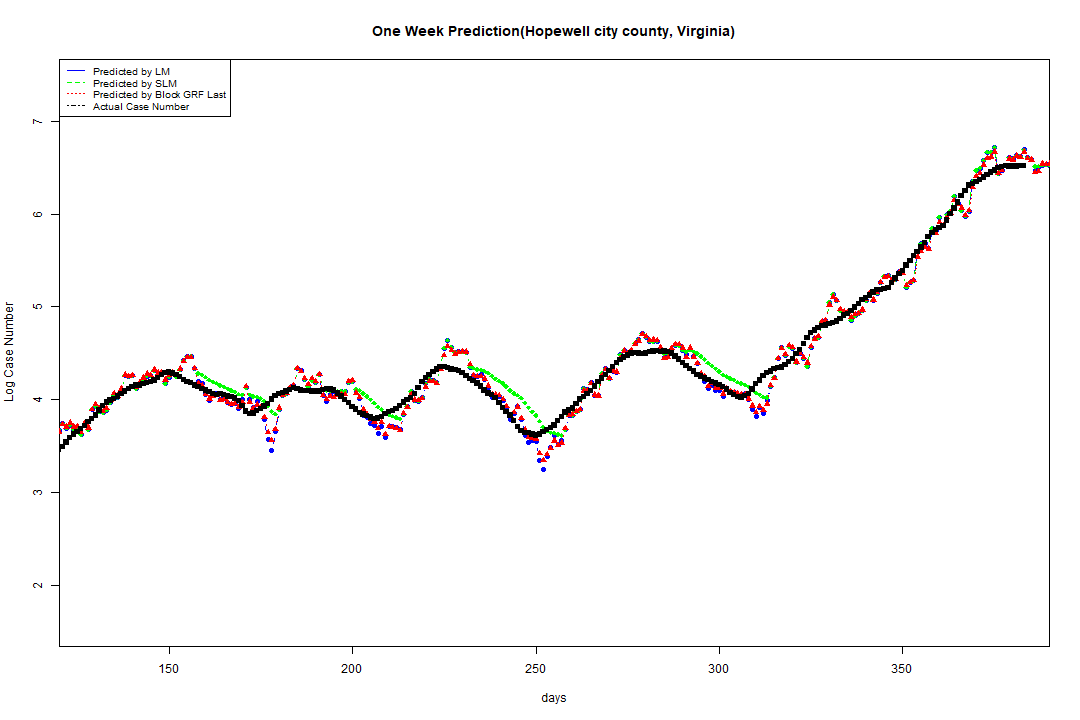 One Week Prediction(Hopewell city county, Virginia)
Predicted by LM
Predicted by SLM
Predicted by Block GRF Last
Actual Case Number
7
6
5
4
3
2
Log Case Number
150 200 250 300 350
days